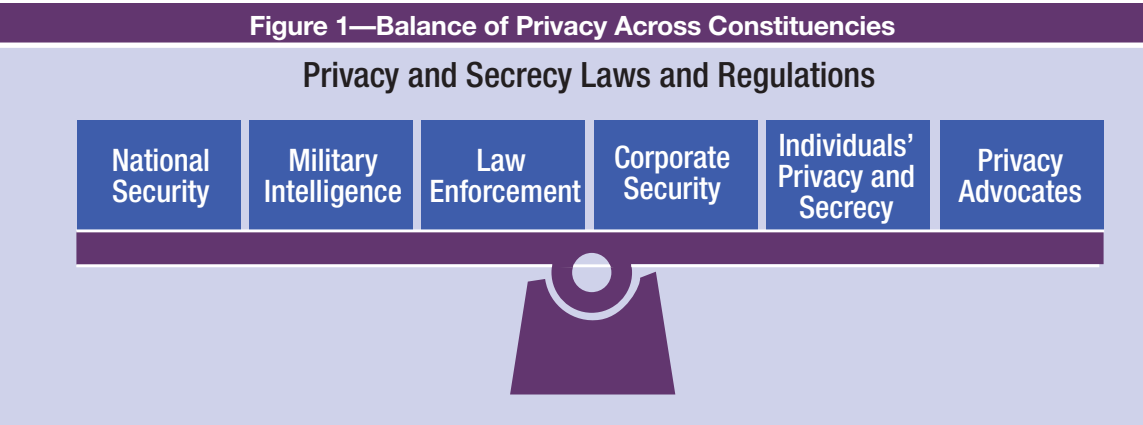 Figure 1—Balance of Privacy Across Constituencies
Privacy and Secrecy Laws and Regulations
National
Security
Military
Intelligence
Law
Enforcement
Corporate
Security
Individuals’
Privacy and
Secrecy
Privacy
Advocates